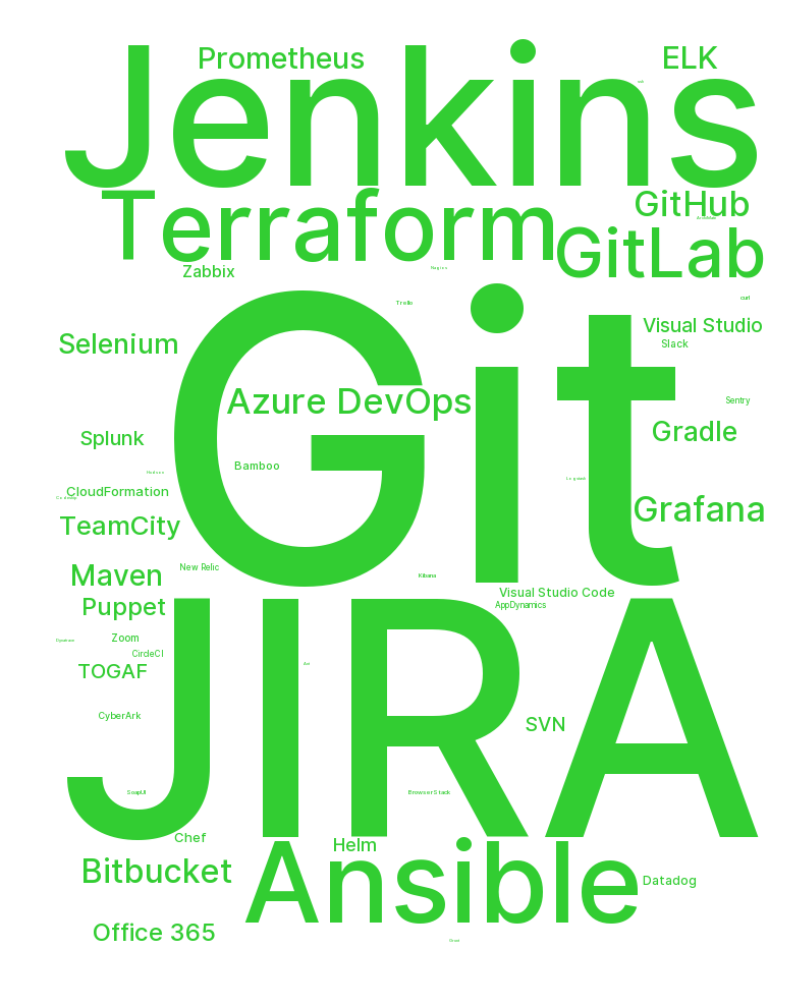 Jenkins
Prometheus
ELK
Terraform
GitHub
GitLab
Zabbix
Trello
Git
Visual Studio
Slack
Selenium
Azure DevOps
Sentry
Splunk
Gradle
Bamboo
CloudFormation
Grafana
TeamCity
New Relic
Maven
Kibana
Visual Studio Code
AppDynamics
Puppet
JIRA
Zoom
CircleCI
TOGAF
CyberArk
SVN
SoapUI
BrowserStack
Chef
Helm
Ansible
Bitbucket
Datadog
Office 365